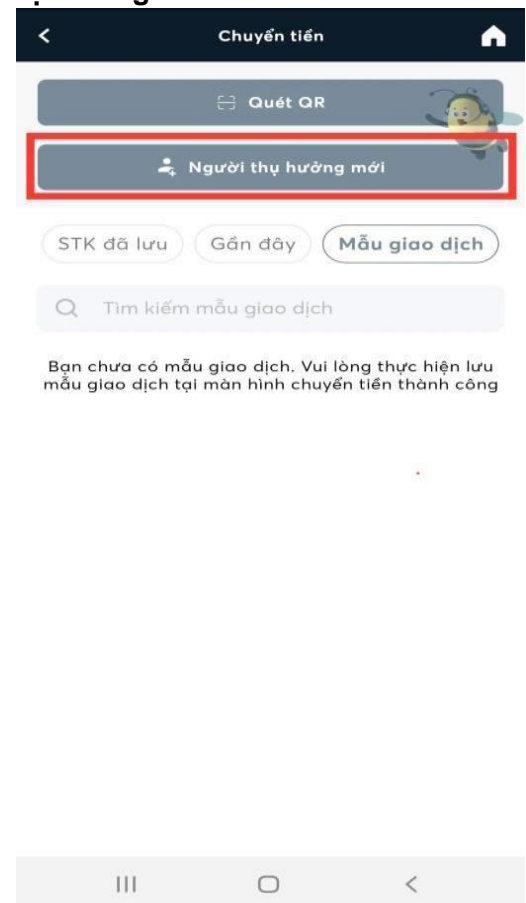 Chuyển tiền
Quét QR
Người thụ hưởng mới
STK đã lưu
Gần đây
Mẫu giao dịch
Tìm kiếm mẫu giao dịch
Bạn chưa có mẫu giao dịch. Vui lòng thực hiện lưu
mẫu giao dịch tại màn hình chuyển tiền thành công